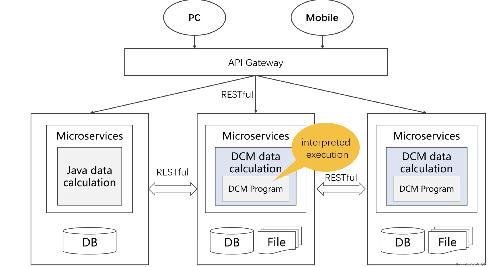 PC
Mobile
API Gateway
RESTful
Microservices
Java data
calculation
DB
RESTful
Microservices
DCM data
calculation
DCM Program
interpreted
execution
DB
File
RESTful
Microservices
DCM data
calculation
DCM Program
DB
File